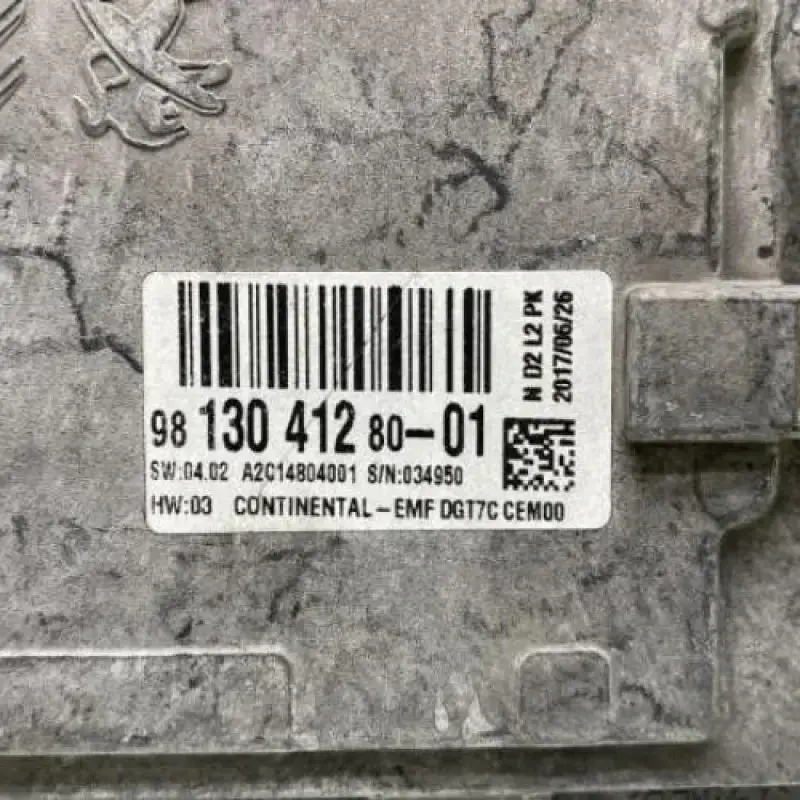 98 130 412 80-01
SW:04.02 A2C14804001 S/N:034950
HW:03 CONTINENTAL-EMF DGT7C CEM00
N D2 L2 PK
2017/06/26